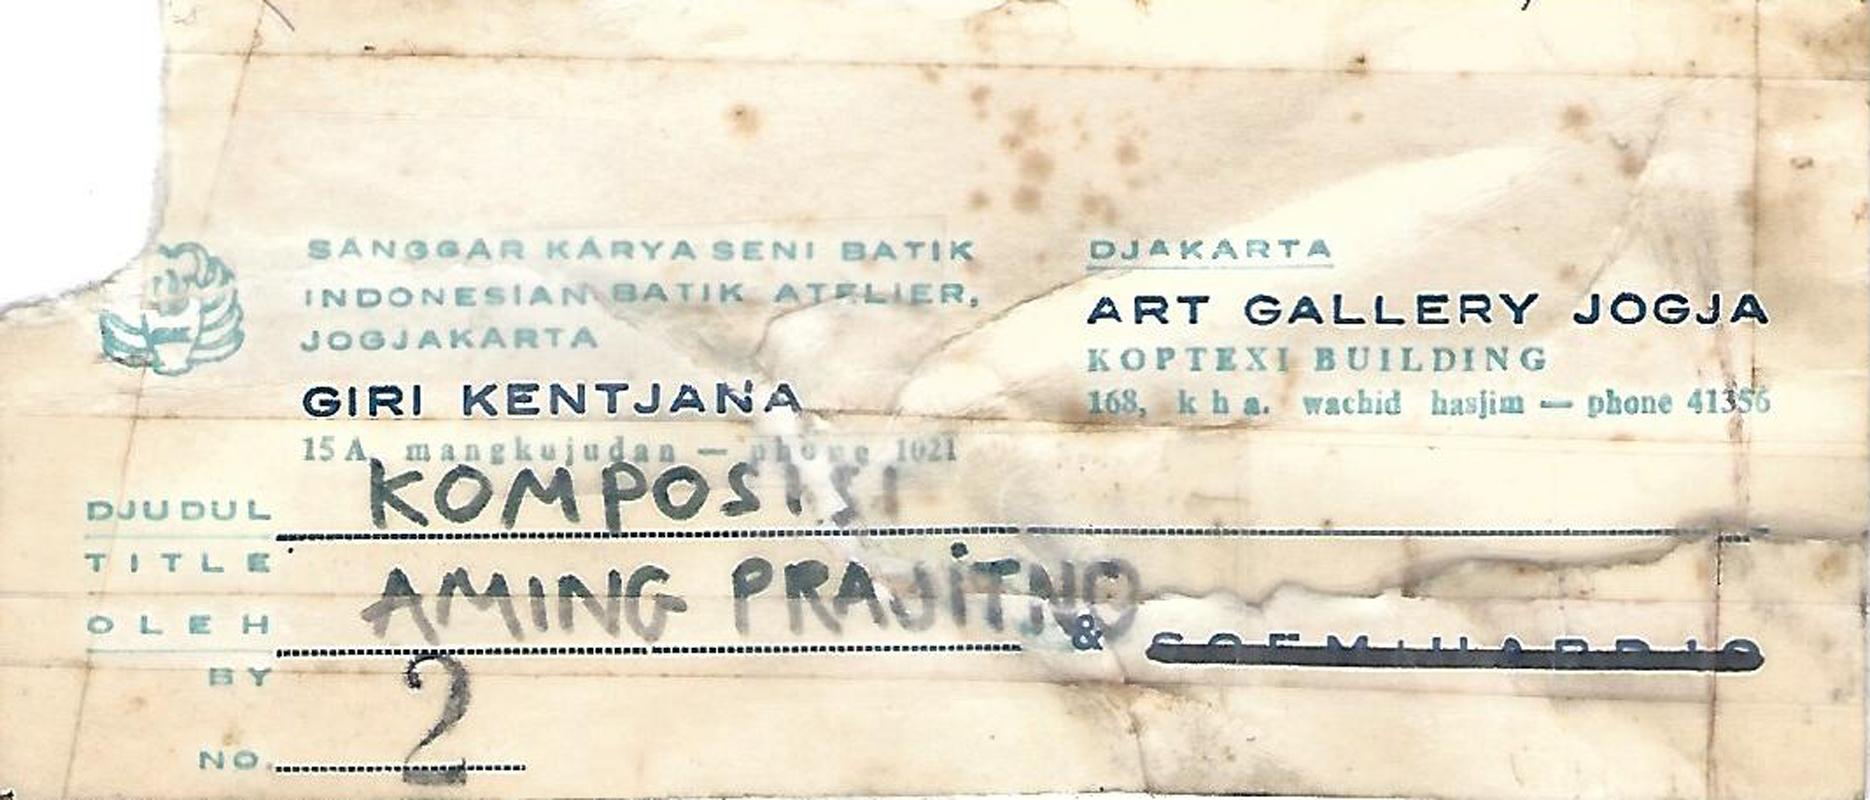 SANGGAR KARYA SENI BATIK
INDONESIAN BATIK ATELIER,
JOGJAKARTA
GIRI KENTJANA
15 A, mangkujudan — phone 1021
DJAKARTA
ART GALLERY JOGJA
KOPTEXI BUILDING
168, kha. wachid hasjim — phone 41356
DJUDUL KOMPOSISI
TITLE
OLEH AMING PRAJITNO &
BY
NO. 2